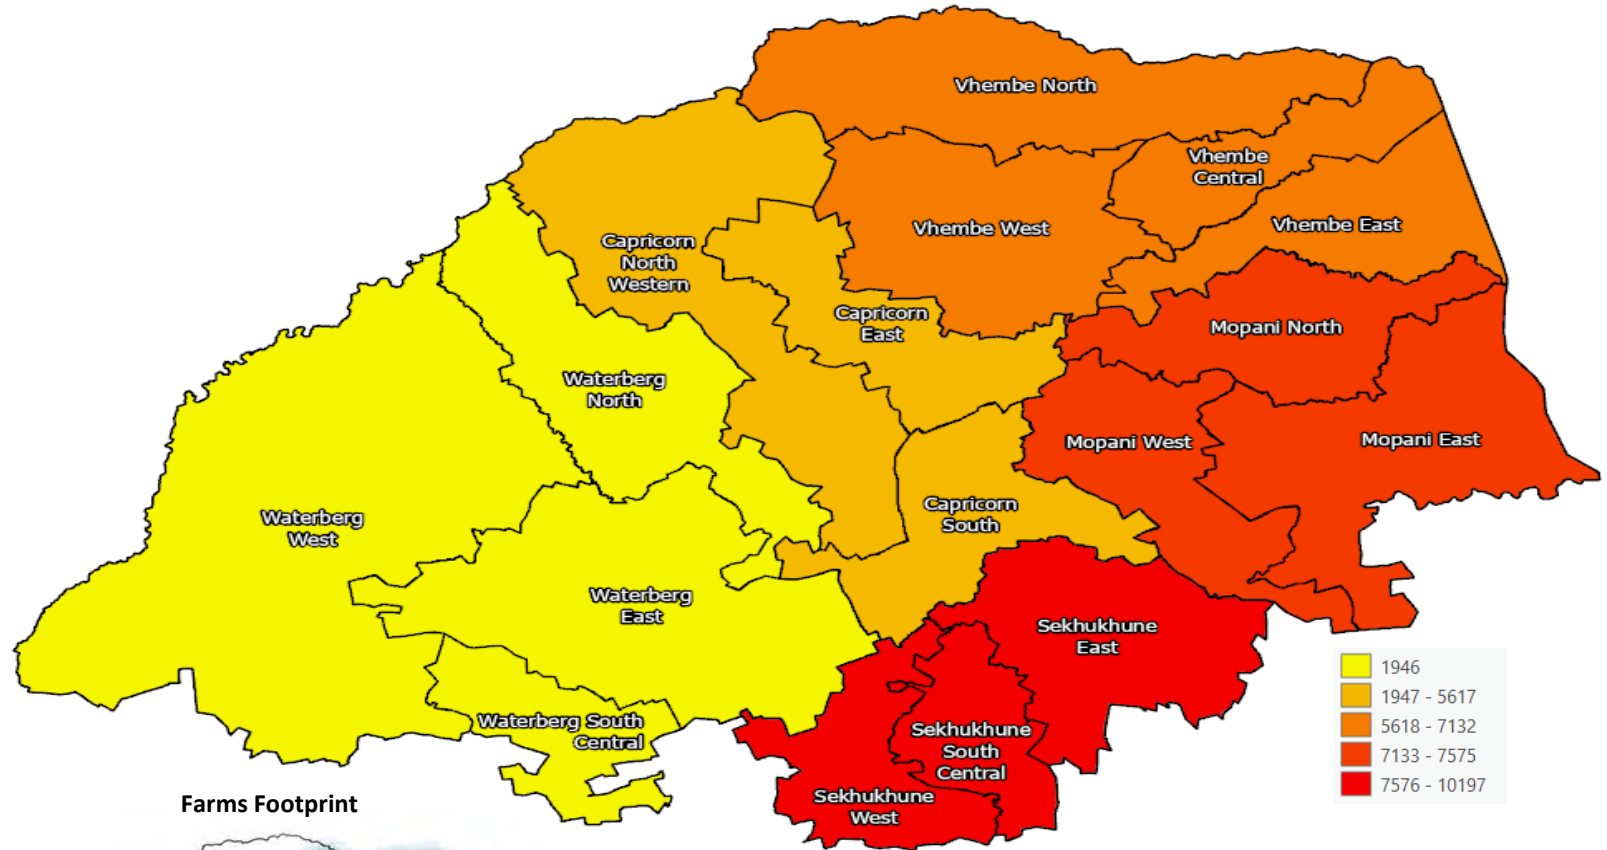 Vhembe North
Vhembe
Central
Vhembe West
Vhembe East
Capricorn
North
Western
Capricorn
East
Mopani North
Waterberg
North
Mopani West
Mopani East
Waterberg
West
Capricorn
South
Waterberg
East
Sekhukhune
East
Waterberg South
Central
Sekhukhune
South
Central
Sekhukhune
West
1946
1947 - 5617
5618 - 7132
7133 - 7575
7576 - 10197
Farms Footprint